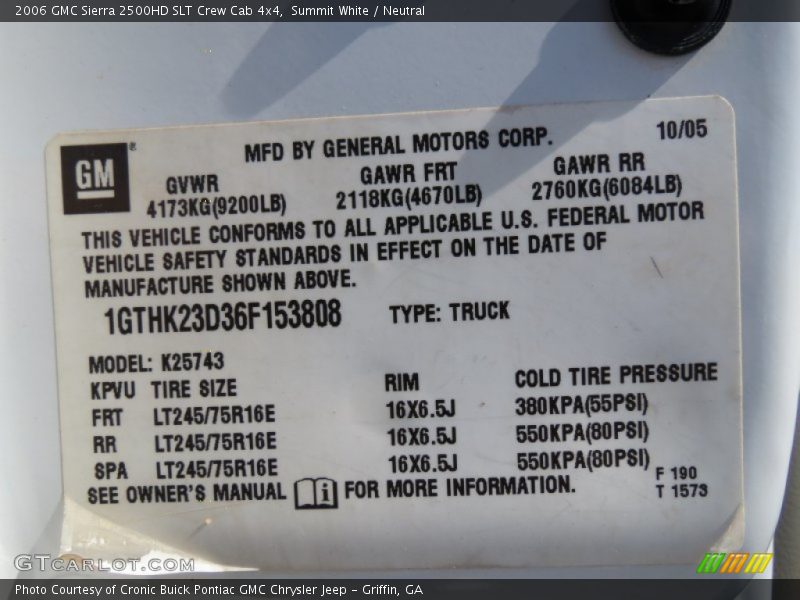 2006 GMC Sierra 2500HD SLT Crew Cab 4x4, Summit White / Neutral
GM®
MFD BY GENERAL MOTORS CORP. 10/05
GVWR GAWR FRT GAWR RR
4173KG(9200LB) 2118KG(4670LB) 2760KG(6084LB)
THIS VEHICLE CONFORMS TO ALL APPLICABLE U.S. FEDERAL MOTOR
VEHICLE SAFETY STANDARDS IN EFFECT ON THE DATE OF
MANUFACTURE SHOWN ABOVE.
1GTHK23D36F153808 TYPE: TRUCK
MODEL: K25743
KPVU TIRE SIZE RIM COLD TIRE PRESSURE
FRT LT245/75R16E 16X6.5J 380KPA(55PSI)
RR LT245/75R16E 16X6.5J 550KPA(80PSI)
SPA LT245/75R16E 16X6.5J 550KPA(80PSI)
SEE OWNER'S MANUAL i FOR MORE INFORMATION.
F 190
T 1573
GTCarLot.com
Photo Courtesy of Cronic Buick Pontiac GMC Chrysler Jeep - Griffin, GA